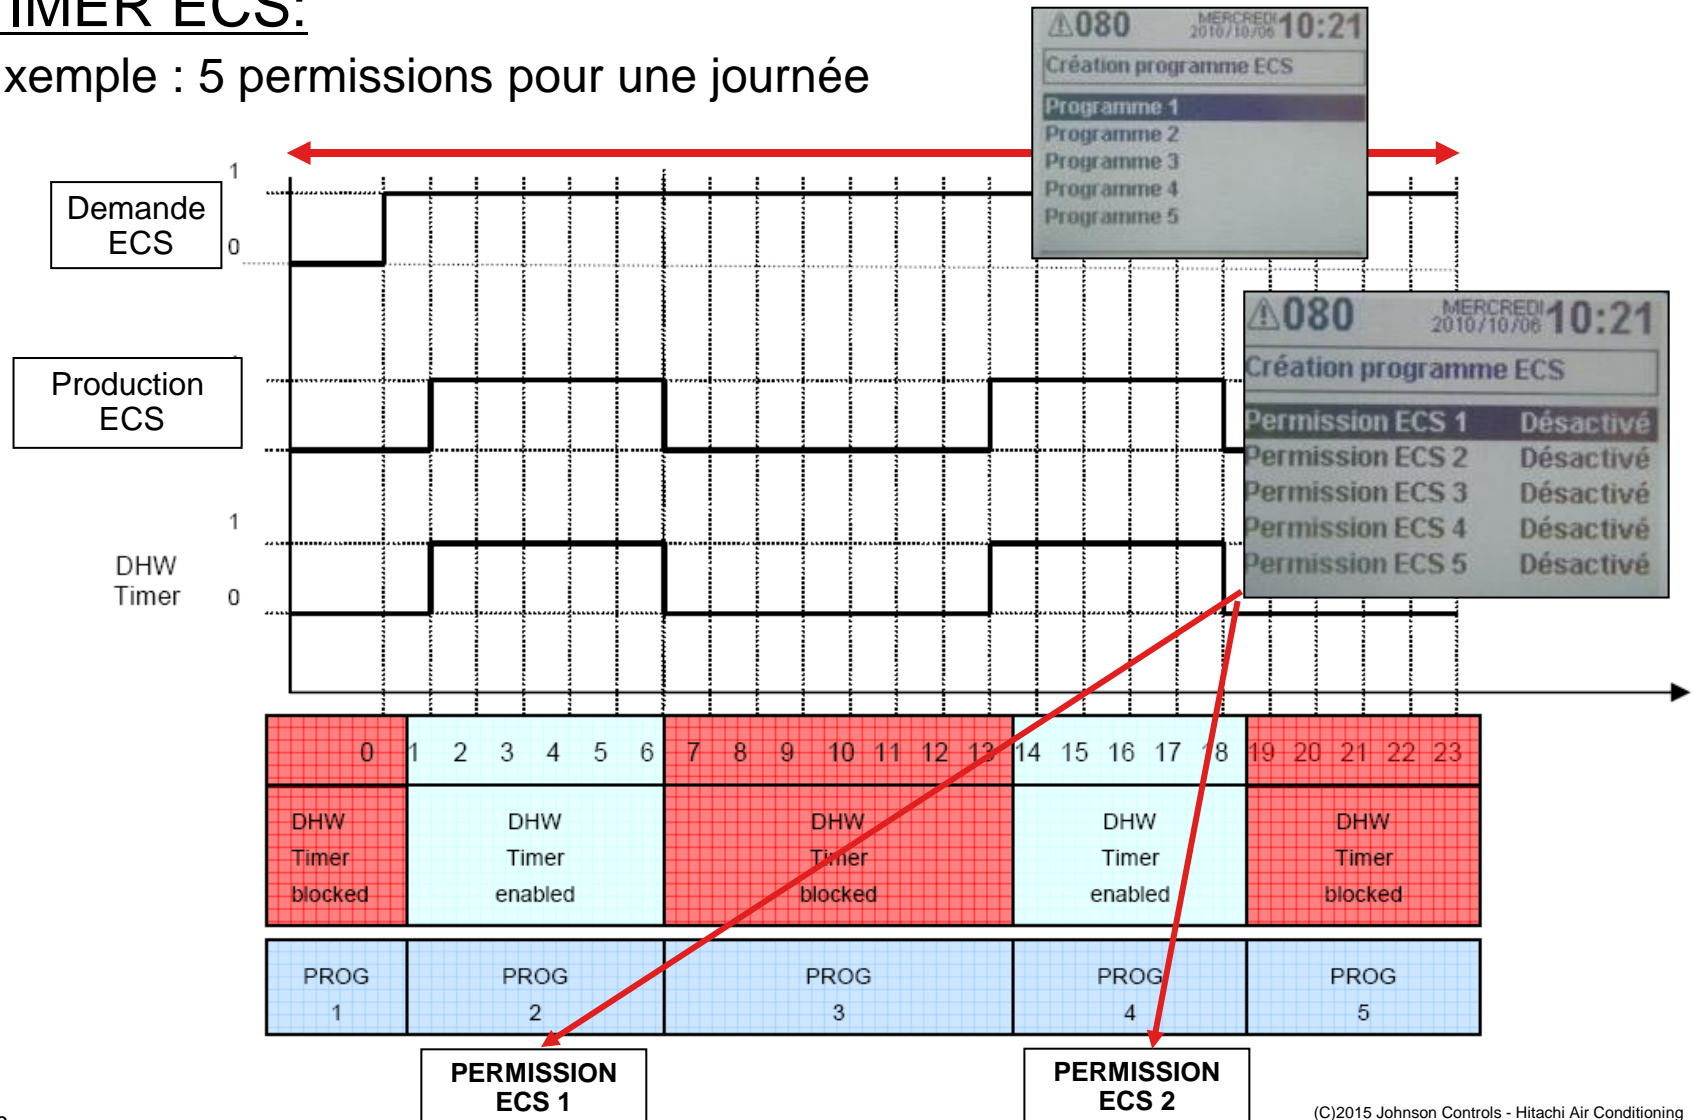 IMER ECS:
xemple : 5 permissions pour une journée
080 MERCREDI 2010/10/06 10:21
Création programme ECS
Programme 1
Programme 2
Programme 3
Programme 4
Programme 5
1
Demande
ECS
0
080 MERCREDI 2010/10/06 10:21
Création programme ECS
Permission ECS 1 Désactivé
Permission ECS 2 Désactivé
Permission ECS 3 Désactivé
Permission ECS 4 Désactivé
Permission ECS 5 Désactivé
Production
ECS
1
DHW
Timer
0
0 1 2 3 4 5 6 7 8 9 10 11 12 13 14 15 16 17 18 19 20 21 22 23
DHW
Timer
blocked
DHW
Timer
enabled
DHW
Timer
blocked
DHW
Timer
enabled
DHW
Timer
blocked
PROG
1
PROG
2
PROG
3
PROG
4
PROG
5
PERMISSION
ECS 1
PERMISSION
ECS 2
(C)2015 Johnson Controls - Hitachi Air Conditioning